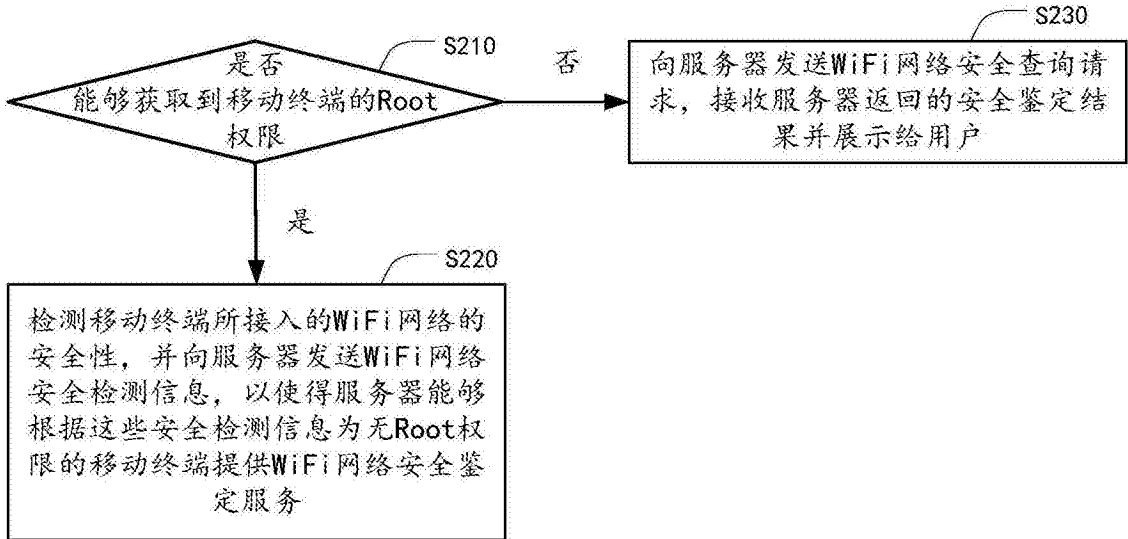 S210
是否
能够获取到移动终端的Root
权限
否
S230
向服务器发送WiFi网络安全查询请
求，接收服务器返回的安全鉴定结
果并展示给用户
是
S220
检测移动终端所接入的WiFi网络的
安全性，并向服务器发送WiFi网络
安全检测信息，以使得服务器能够
根据这些安全检测信息为无Root权
限的移动终端提供WiFi网络安全鉴
定服务